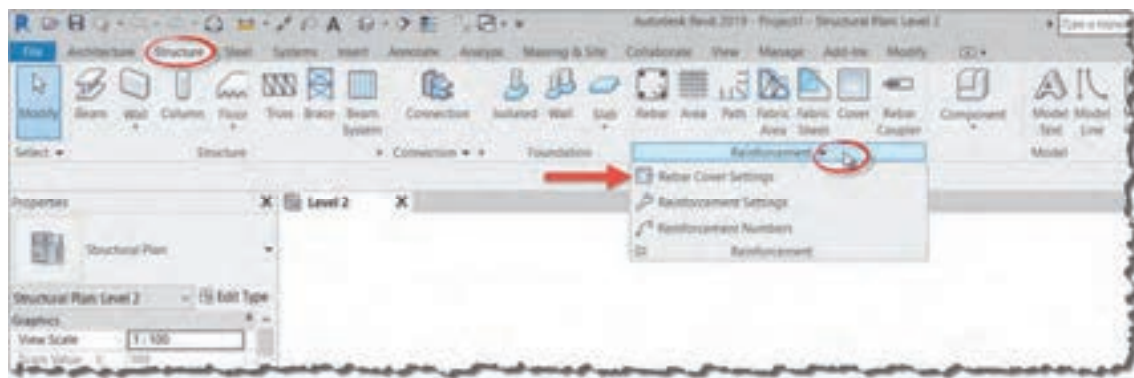 Autodesk Revit 2019 - Project1 - Structural Plan: Level 2
File Architecture Structure Steel Systems Insert Annotate Analyze Massing & Site Collaborate View Manage Add-Ins Modify
Modify Beam Wall Column Floor Truss Brace Beam System Connection Isolated Wall Slab Rebar Area Path Fabric Area Fabric Sheet Cover Rebar Coupler Component Model Text Model Line
Select Structure Connection Foundation Reinforcement Model
Rebar Cover Settings
Reinforcement Settings
Reinforcement Numbers
Reinforcement
Properties
Level 2
Structural Plan
Structural Plan: Level 2
Edit Type
Graphics
View Scale 1 : 100